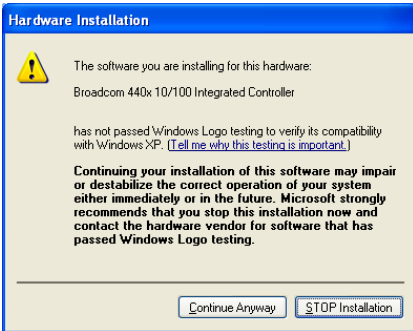 Hardware Installation
The software you are installing for this hardware:
Broadcom 440x 10/100 Integrated Controller
has not passed Windows Logo testing to verify its compatibility
with Windows XP. (Tell me why this testing is important.)
Continuing your installation of this software may impair
or destabilize the correct operation of your system
either immediately or in the future. Microsoft strongly
recommends that you stop this installation now and
contact the hardware vendor for software that has
passed Windows Logo testing.
Continue Anyway
STOP Installation